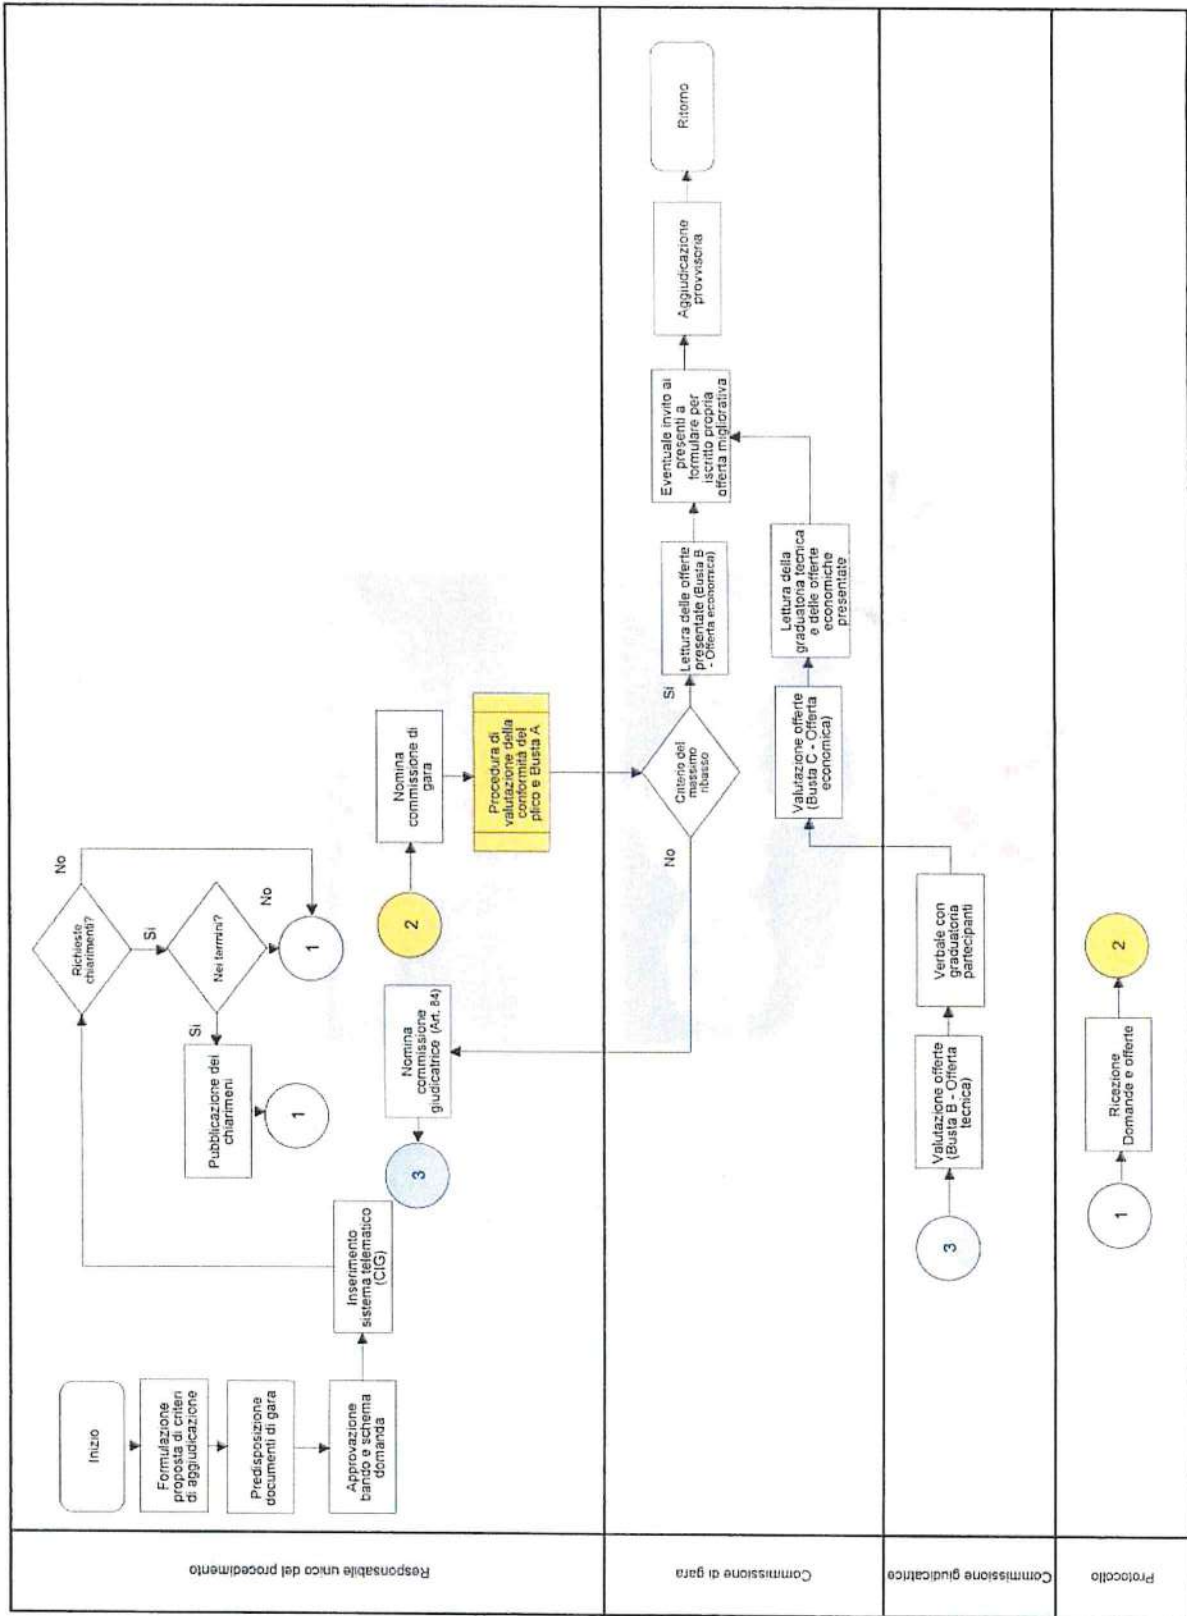 Responsabile unico del procedimento
Inizio
Formulazione
proposta di criteri
di aggiudicazione
Predisposizione
documenti di gara
Approvazione
bando e schema
domanda
Inserimento
sistema telematico
(CIG)
Richieste
chiarimenti?
No
Sì
Nei termini?
No
Sì
Pubblicazione dei
chiarimeni
1
1
2
Nomina
commissione di
gara
Procedura di
valutazione della
conformità del
plico e Busta A
Nomina
commissione
giudicatrice (Art. 84)
3
Commissione di gara
Criterio del
massimo
ribasso
Sì
No
Lettura delle offerte
presentate (Busta B
- Offerta economica)
Eventuale invito ai
presenti a
formulare per
iscritto propria
offerta migliorativa
Aggiudicazione
provvisoria
Ritorno
Valutazione offerte
(Busta C - Offerta
economica)
Lettura della
graduatoria tecnica
e delle offerte
economiche
presentate
Commissione giudicatrice
3
Valutazione offerte
(Busta B - Offerta
tecnica)
Verbale con
graduatoria
partecipanti
Protocollo
1
Ricezione
Domande e offerte
2